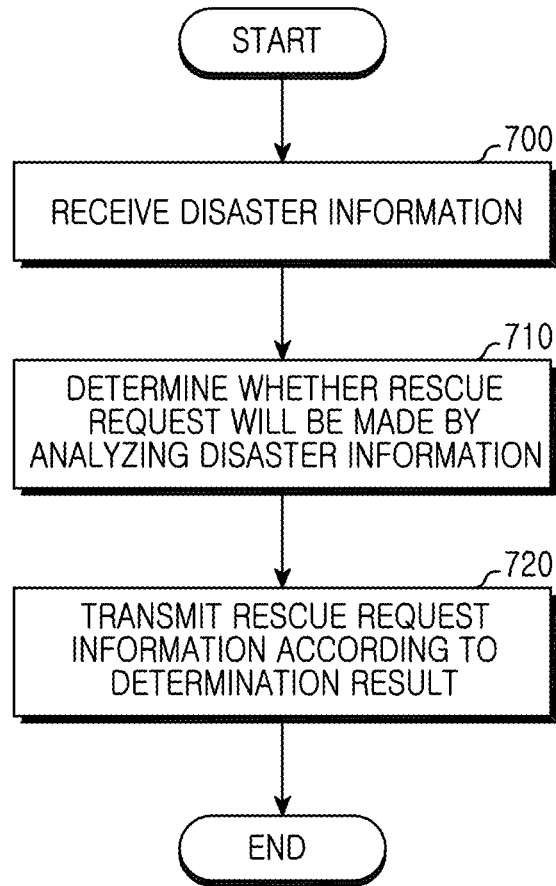 START
700
RECEIVE DISASTER INFORMATION
710
DETERMINE WHETHER RESCUE
REQUEST WILL BE MADE BY
ANALYZING DISASTER INFORMATION
720
TRANSMIT RESCUE REQUEST
INFORMATION ACCORDING TO
DETERMINATION RESULT
END